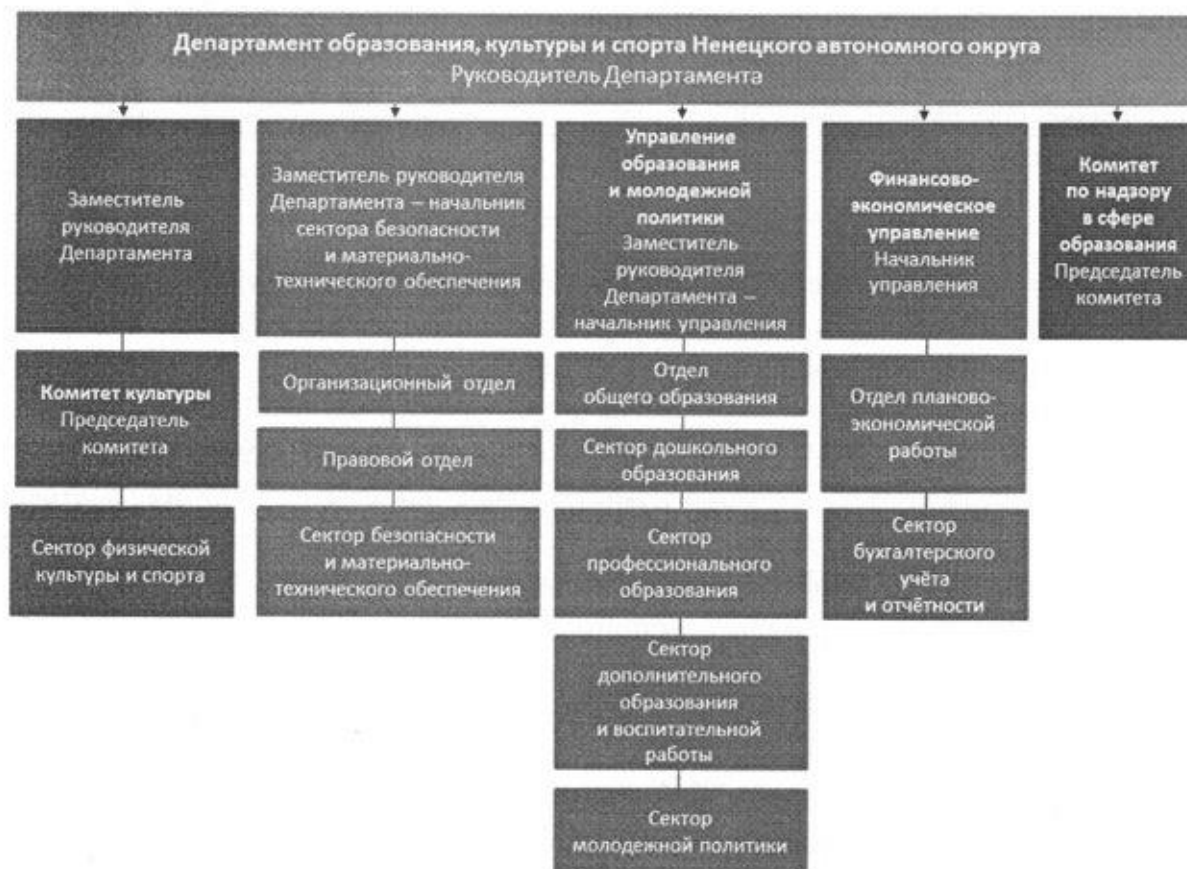 Департамент образования, культуры и спорта Ненецкого автономного округа
Руководитель Департамента
Заместитель
руководителя
Департамента
Комитет культуры
Председатель
комитета
Сектор физической
культуры и спорта
Заместитель руководителя
Департамента – начальник
сектора безопасности
и материально-
технического обеспечения
Организационный отдел
Правовой отдел
Сектор безопасности
и материально-
технического обеспечения
Управление
образования
и молодежной
политики
Заместитель
руководителя
Департамента –
начальник управления
Отдел
общего образования
Сектор дошкольного
образования
Сектор
профессионального
образования
Сектор
дополнительного
образования
и воспитательной
работы
Сектор
молодежной политики
Финансово-
экономическое
управление
Начальник
управления
Отдел планово-
экономической
работы
Сектор
бухгалтерского
учёта
и отчётности
Комитет
по надзору
в сфере
образования
Председатель
комитета